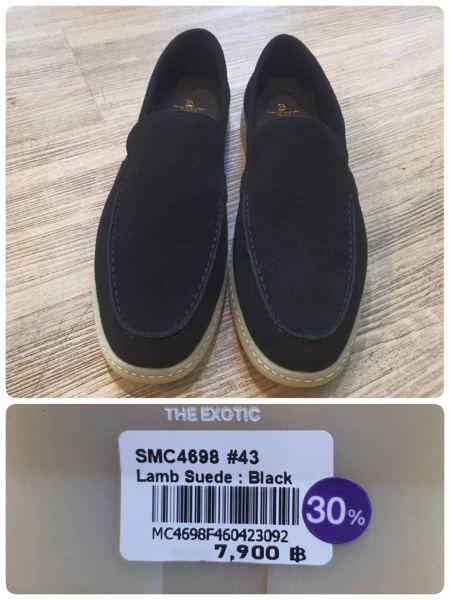 THE EXOTIC
SMC4698 #43
Lamb Suede : Black
30%
MC4698F460423092
7,900 ฿